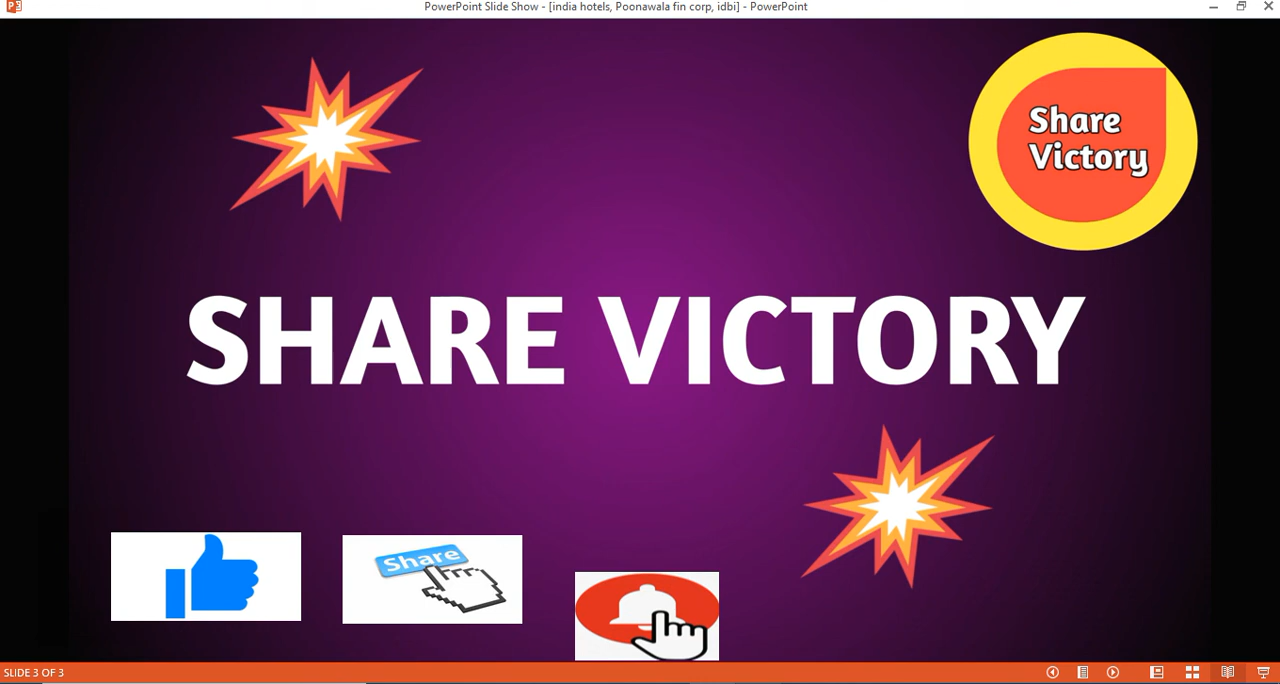 PowerPoint Slide Show - [india hotels, Poonawala fin corp, idbi] - PowerPoint
Share
Victory
SHARE VICTORY
Share
SLIDE 3 OF 3